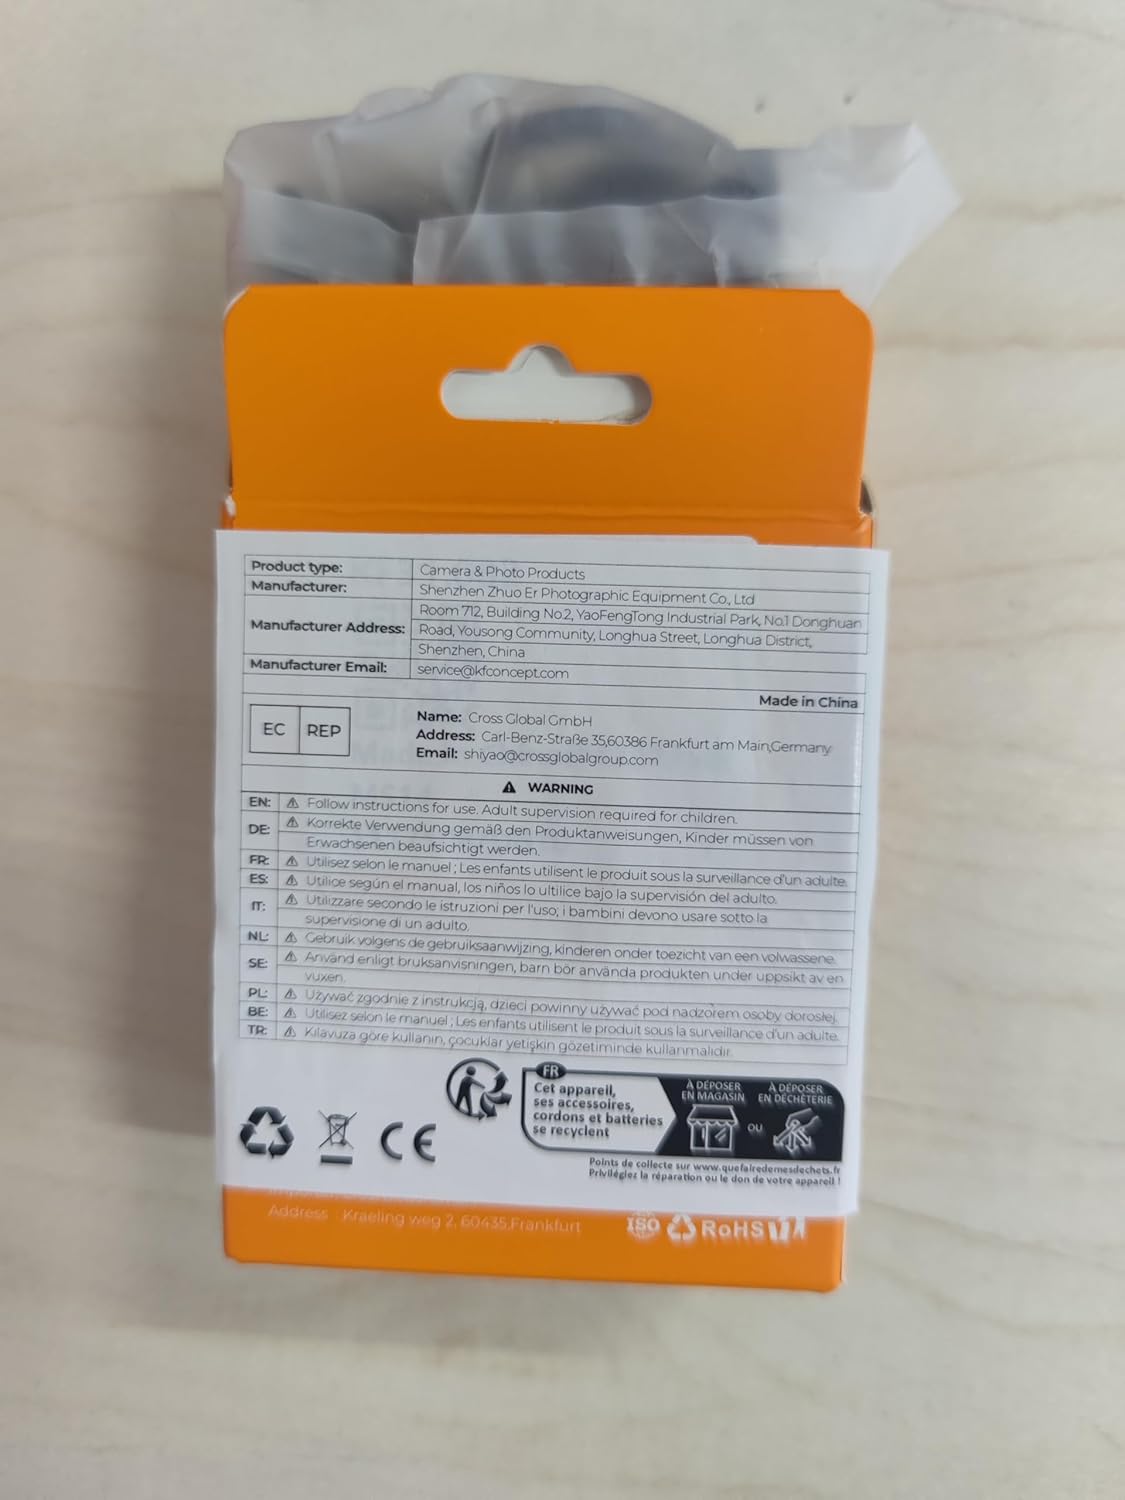 Product type: Camera & Photo Products
Manufacturer: Shenzhen Zhuo Er Photographic Equipment Co., Ltd
Manufacturer Address: Room 712, Building No.2, YaoFengTong Industrial Park, No.1 Donghuan
Road, Yousong Community, Longhua Street, Longhua District,
Shenzhen, China
Manufacturer Email: service@kfconcept.com
Made in China
EC REP
Name: Cross Global GmbH
Address: Carl-Benz-Straße 35,60386 Frankfurt am Main,Germany
Email: shiyao@crossglobalgroup.com
⚠ WARNING
EN: ⚠ Follow instructions for use. Adult supervision required for children.
DE: ⚠ Korrekte Verwendung gemäß den Produktanweisungen, Kinder müssen von
Erwachsenen beaufsichtigt werden.
FR: ⚠ Utilisez selon le manuel ; Les enfants utilisent le produit sous la surveillance d'un adulte.
ES: ⚠ Utilice según el manual, los niños lo ultilice bajo la supervisión del adulto.
IT: ⚠ Utilizzare secondo le istruzioni per l'uso; i bambini devono usare sotto la
supervisione di un adulto.
NL: ⚠ Gebruik volgens de gebruiksaanwijzing, kinderen onder toezicht van een volwassene.
SE: ⚠ Använd enligt bruksanvisningen, barn bör använda produkten under uppsikt av en
vuxen.
PL: ⚠ Używać zgodnie z instrukcją, dzieci powinny używać pod nadzorem osoby dorosłej.
BE: ⚠ Utilisez selon le manuel ; Les enfants utilisent le produit sous la surveillance d'un adulte.
TR: ⚠ Kılavuza göre kullanın, çocuklar yetişkin gözetiminde kullanmalıdır.
CE
FR
Cet appareil,
ses accessoires,
cordons et batteries
se recyclent
À DÉPOSER
EN MAGASIN
OU
À DÉPOSER
EN DÉCHÈTERIE
Points de collecte sur www.quefairedemesdechets.fr
Privilégiez la réparation ou le don de votre appareil !
Address Kraeling weg 2, 60435,Frankfurt
ISO RoHS